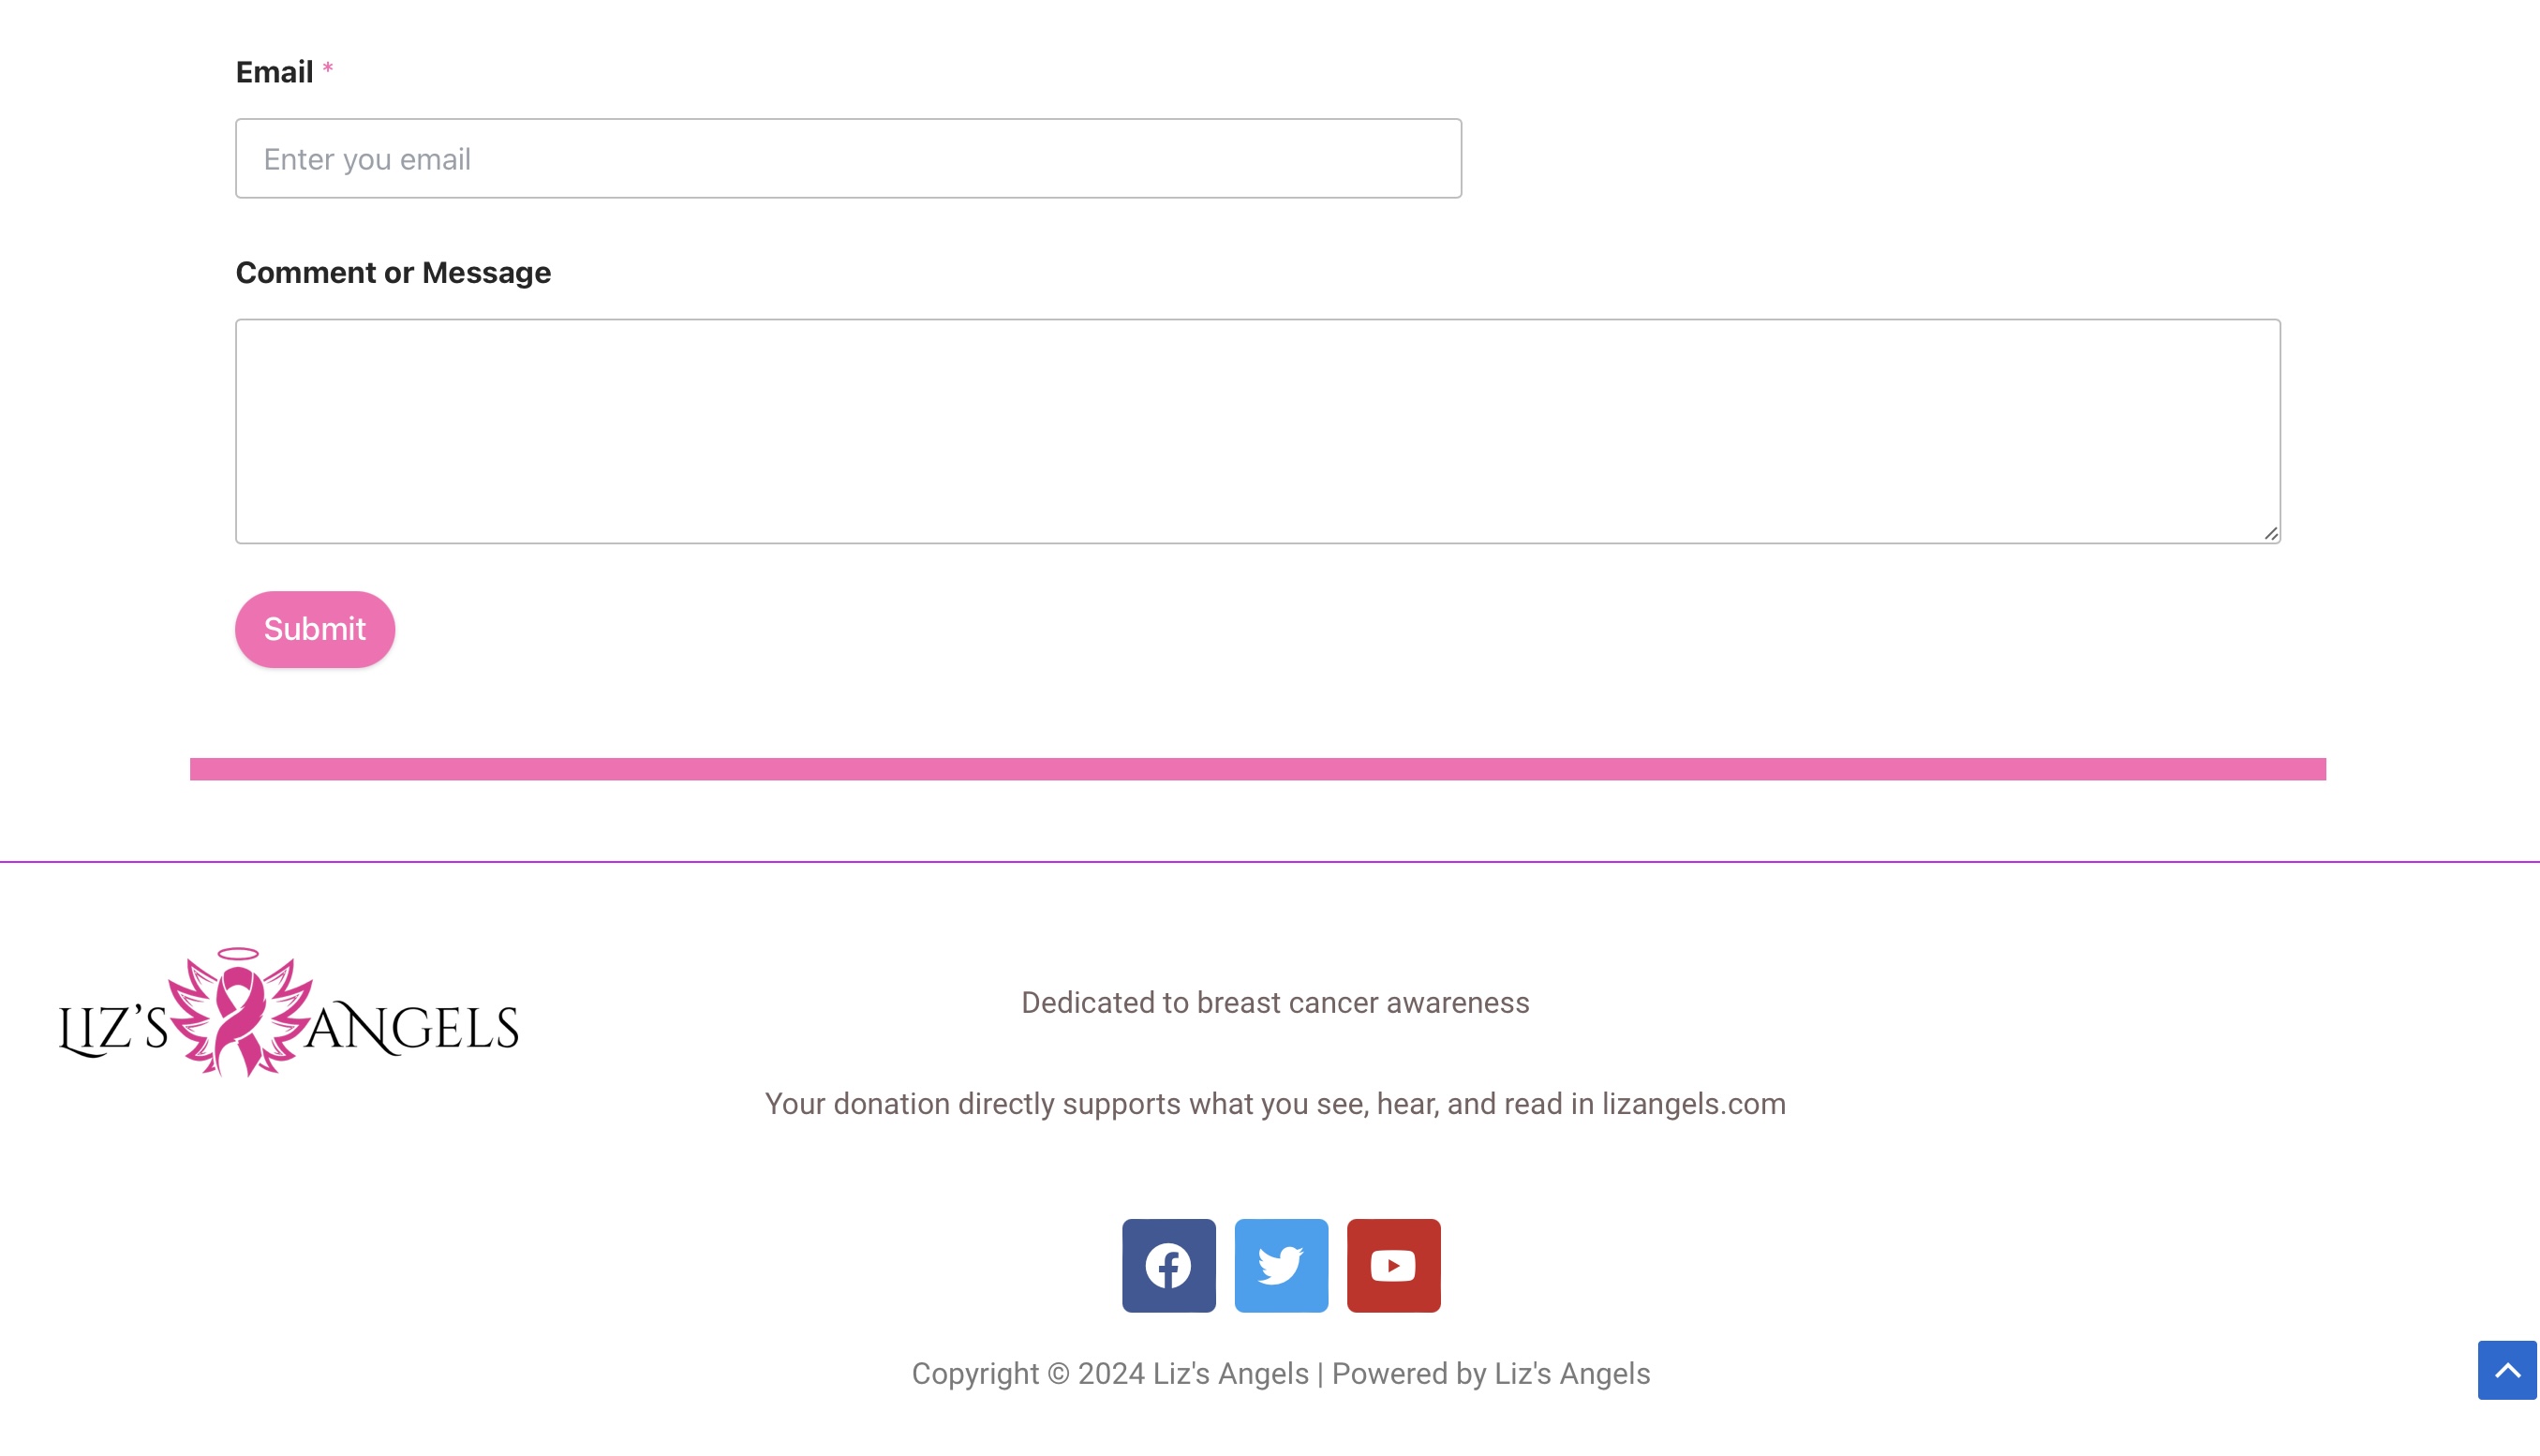 Email *
Enter you email
Comment or Message
Submit
LIZ'S ANGELS
Dedicated to breast cancer awareness
Your donation directly supports what you see, hear, and read in lizangels.com
Copyright © 2024 Liz's Angels | Powered by Liz's Angels